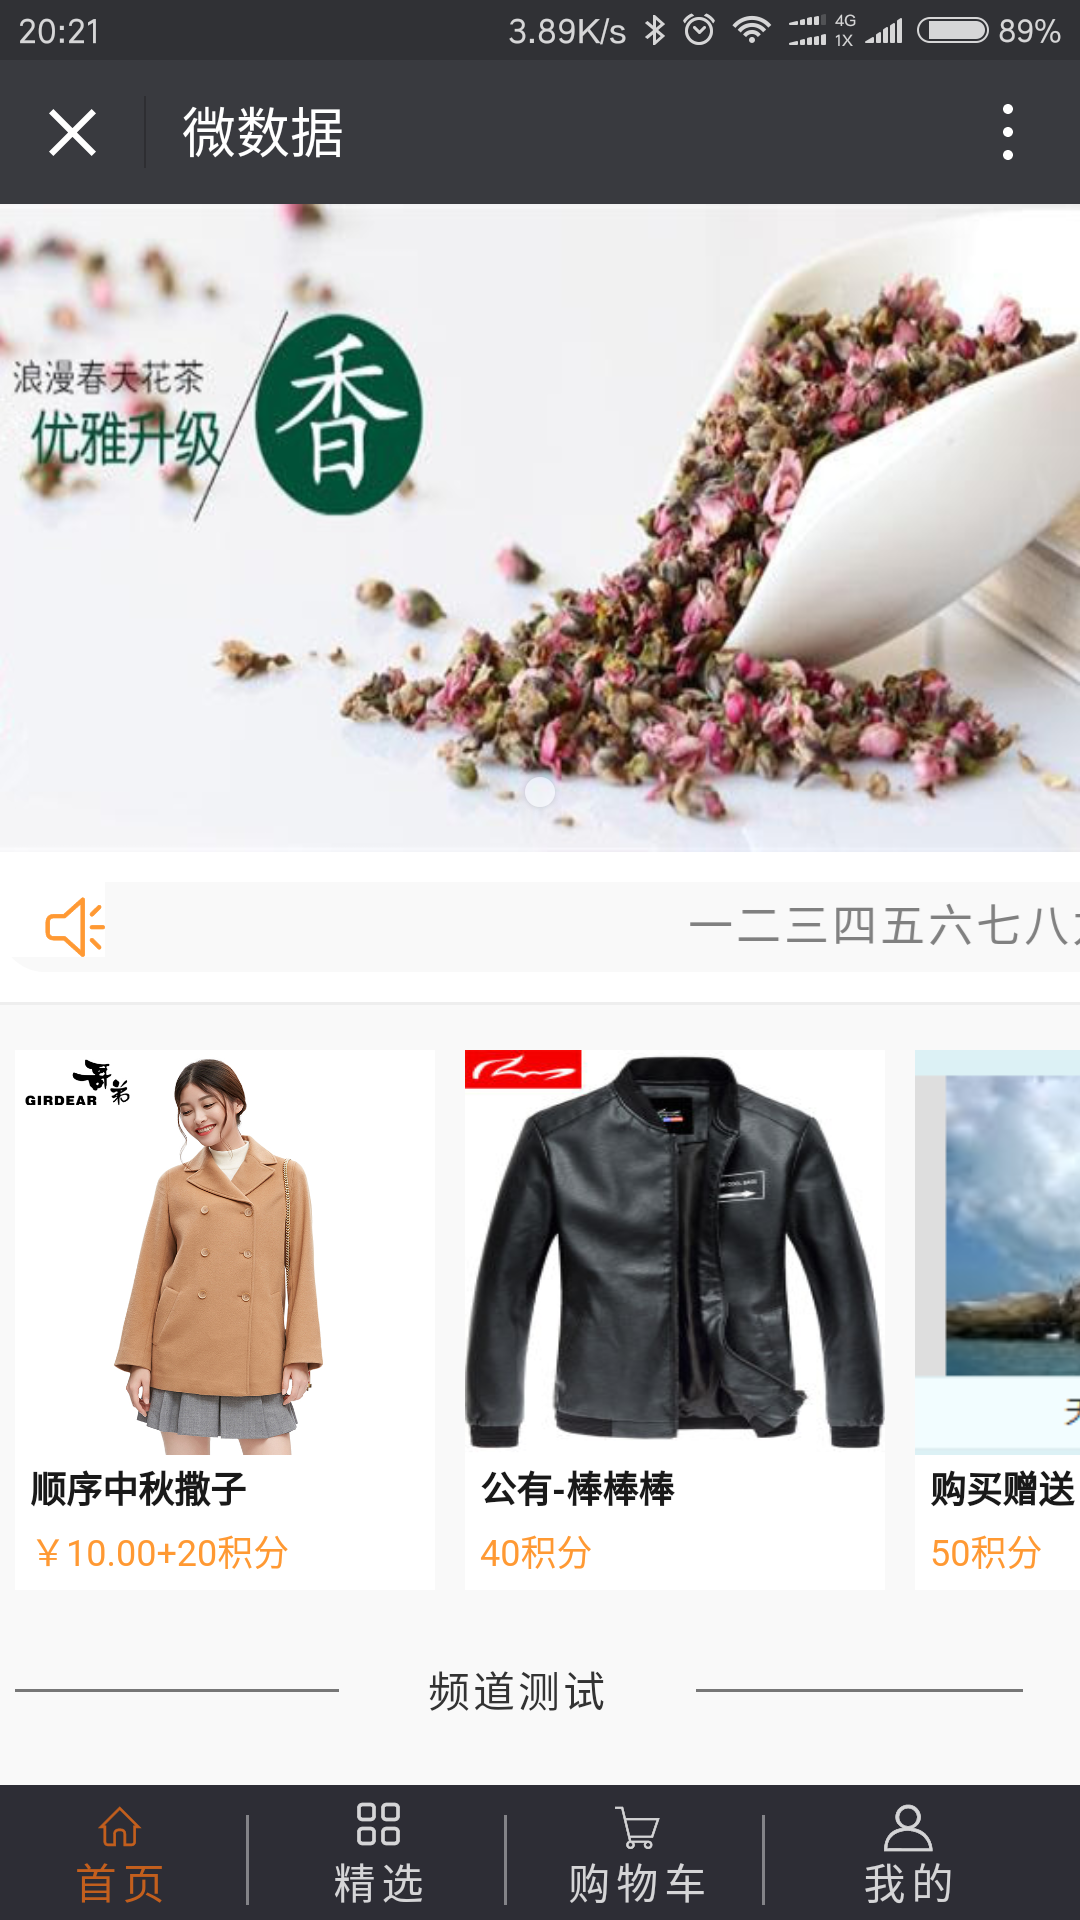 20:21 3.89K/s 4G 1X 89%
微数据
浪漫春天花茶
优雅升级
香
一二三四五六七八
GIRDEAR 哥弟
顺序中秋撒子
¥10.00+20积分
公有-棒棒棒
40积分
购买赠送
50积分
频道测试
首页 精选 购物车 我的